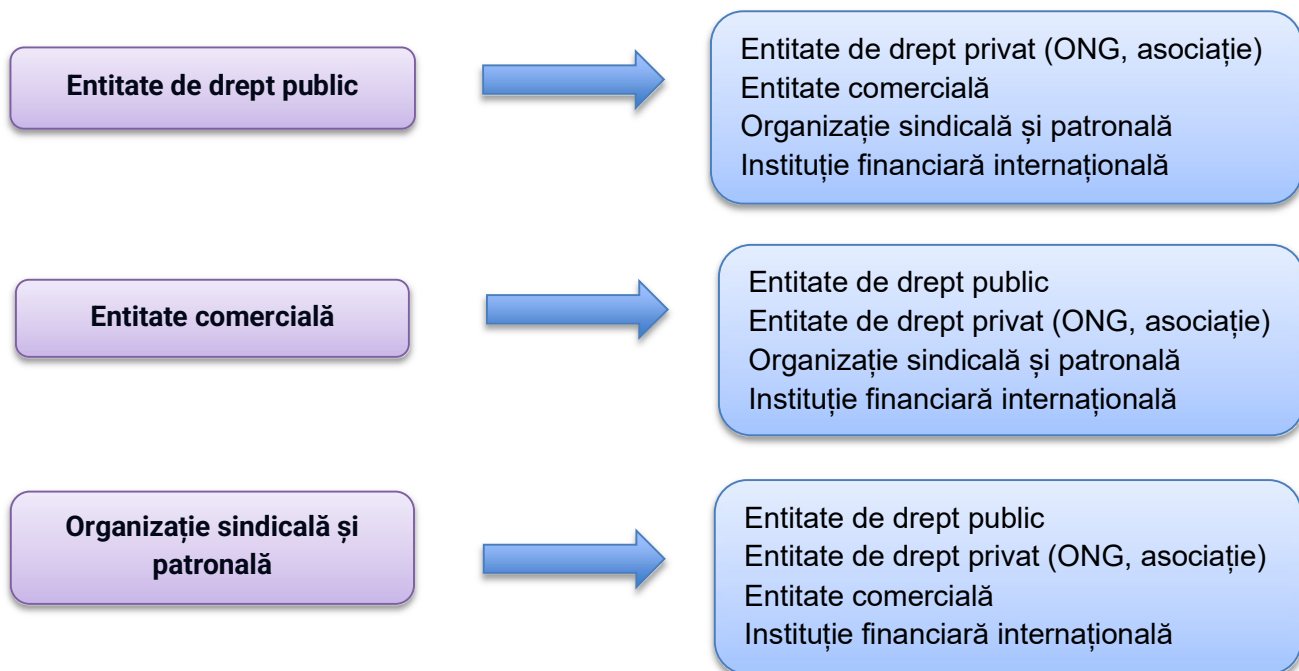 Entitate de drept public
Entitate de drept privat (ONG, asociație)
Entitate comercială
Organizație sindicală și patronală
Instituție financiară internațională
Entitate comercială
Entitate de drept public
Entitate de drept privat (ONG, asociație)
Organizație sindicală și patronală
Instituție financiară internațională
Organizație sindicală și
patronală
Entitate de drept public
Entitate de drept privat (ONG, asociație)
Entitate comercială
Instituție financiară internațională